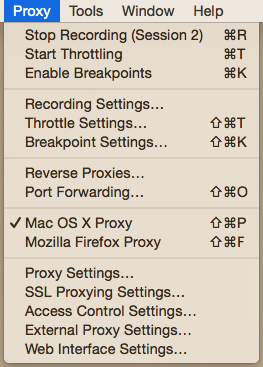 Proxy Tools Window Help
Stop Recording (Session 2) ⌘R
Start Throttling ⌘T
Enable Breakpoints ⌘K
Recording Settings…
Throttle Settings… ⇧⌘T
Breakpoint Settings… ⇧⌘K
Reverse Proxies…
Port Forwarding… ⇧⌘O
✓ Mac OS X Proxy ⇧⌘P
Mozilla Firefox Proxy ⇧⌘F
Proxy Settings…
SSL Proxying Settings…
Access Control Settings…
External Proxy Settings…
Web Interface Settings…